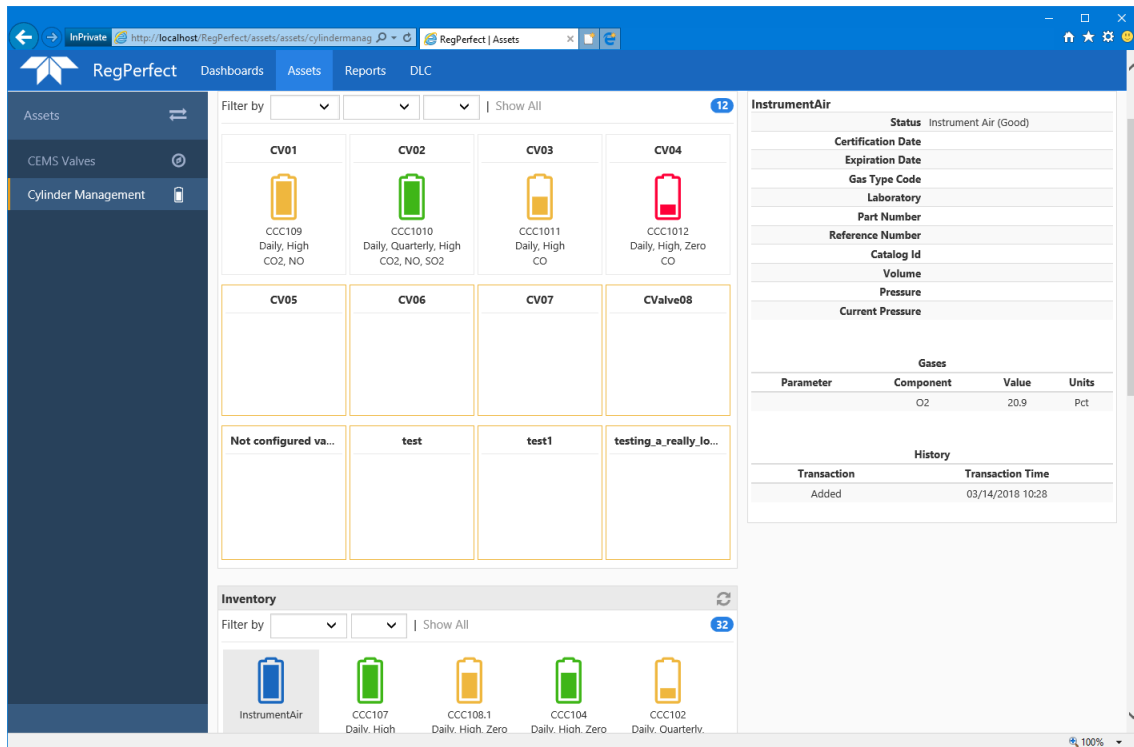 InPrivate http://localhost/RegPerfect/assets/assets/cylindermanag RegPerfect | Assets
RegPerfect Dashboards Assets Reports DLC
Assets
CEMS Valves
Cylinder Management
Filter by | Show All 12
CV01 CV02 CV03 CV04
CCC109 CCC1010 CCC1011 CCC1012
Daily, High Daily, Quarterly, High Daily, High Daily, High, Zero
CO2, NO CO2, NO, SO2 CO CO
CV05 CV06 CV07 CValve08
Not configured va... test test1 testing_a_really_lo...
Inventory
Filter by | Show All 32
InstrumentAir CCC107 CCC108.1 CCC104 CCC102
Daily, High Daily, High, Zero Daily, High, Zero Daily, Quarterly,
InstrumentAir
Status Instrument Air (Good)
Certification Date
Expiration Date
Gas Type Code
Laboratory
Part Number
Reference Number
Catalog Id
Volume
Pressure
Current Pressure
Gases
Parameter Component Value Units
O2 20.9 Pct
History
Transaction Transaction Time
Added 03/14/2018 10:28
100%